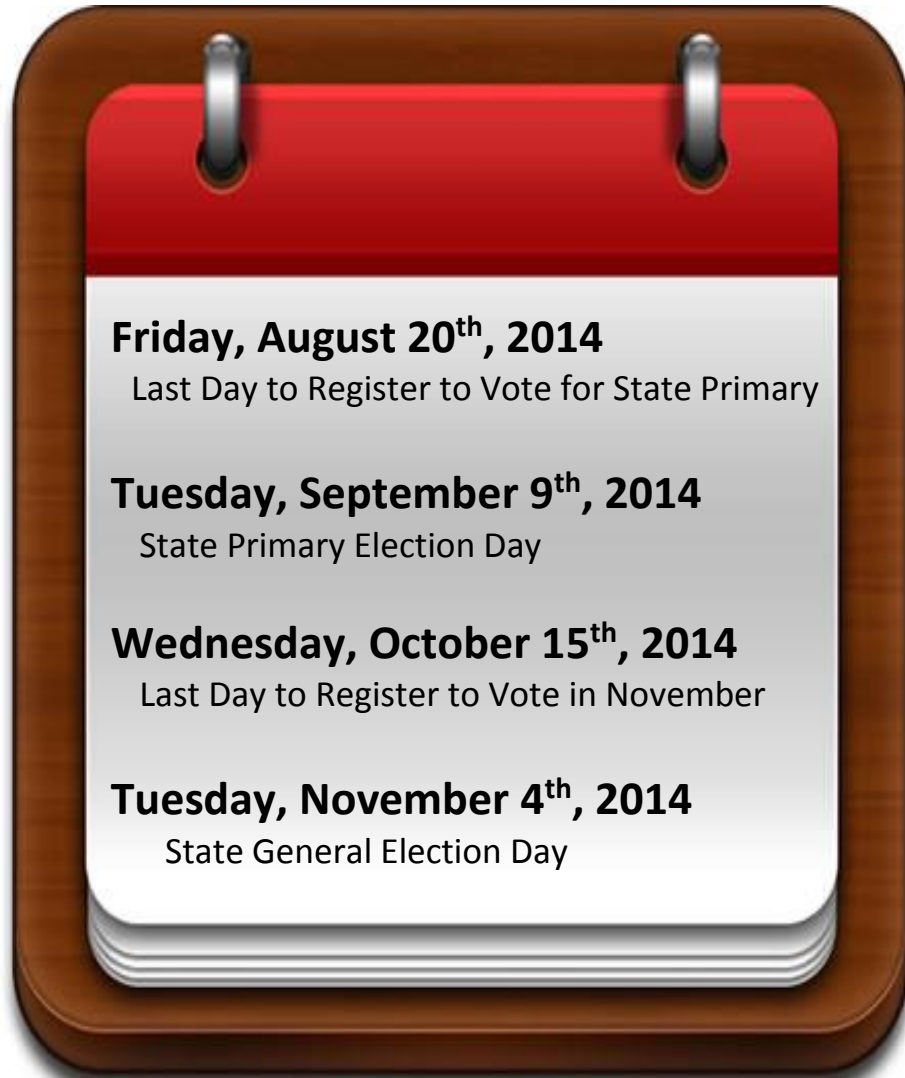 Friday, August 20th, 2014
Last Day to Register to Vote for State Primary
Tuesday, September 9th, 2014
State Primary Election Day
Wednesday, October 15th, 2014
Last Day to Register to Vote in November
Tuesday, November 4th, 2014
State General Election Day